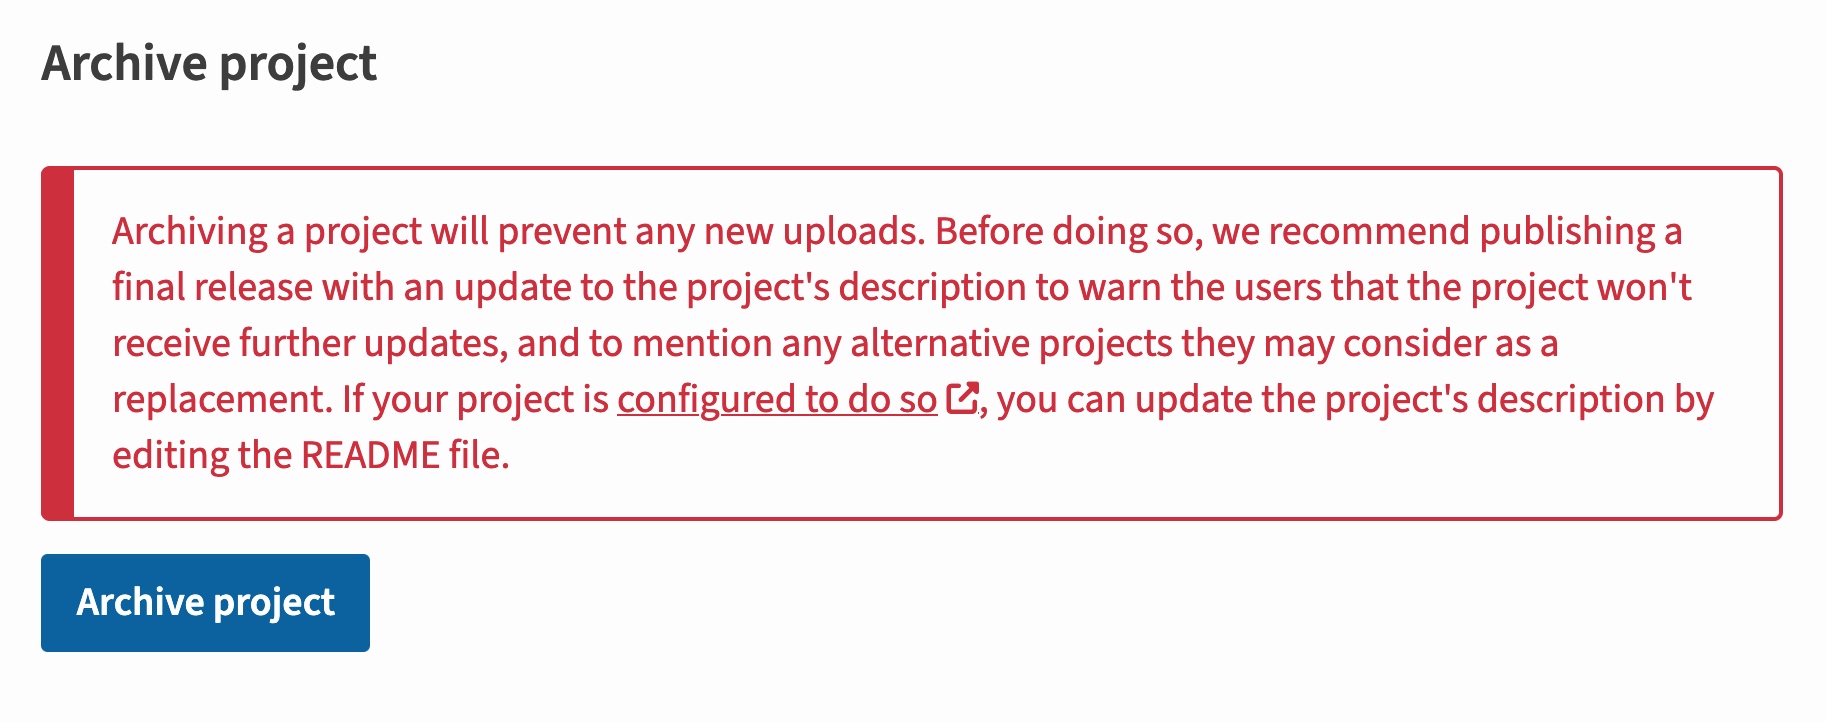 Archive project
Archiving a project will prevent any new uploads. Before doing so, we recommend publishing a
final release with an update to the project's description to warn the users that the project won't
receive further updates, and to mention any alternative projects they may consider as a
replacement. If your project is configured to do so, you can update the project's description by
editing the README file.
Archive project